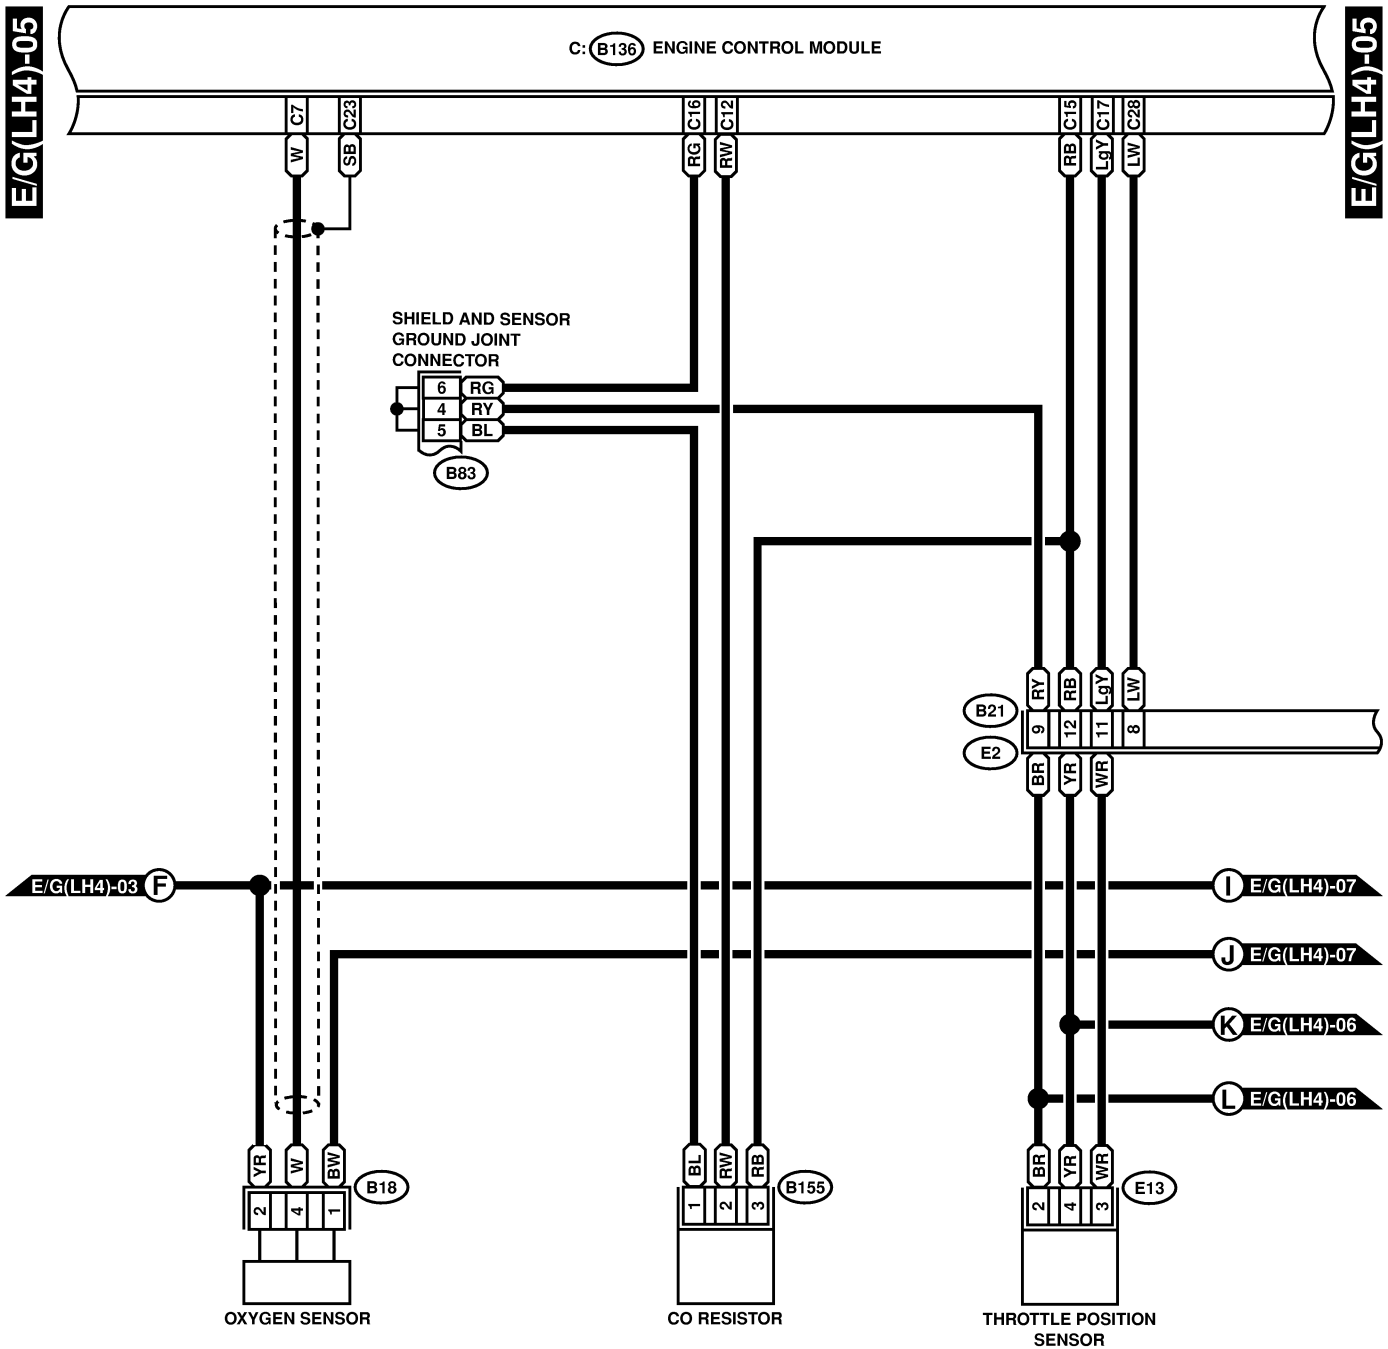 E/G(LH4)-05
E/G(LH4)-05
C: B136 ENGINE CONTROL MODULE
C7 C23 C16 C12 C15 C17 C28
W SB RG RW RB LgY LW
SHIELD AND SENSOR
GROUND JOINT
CONNECTOR
6 RG
4 RY
5 BL
B83
RY RB LgY LW
B21
9 12 11 8
E2
BR YR WR
E/G(LH4)-03 F
I E/G(LH4)-07
J E/G(LH4)-07
K E/G(LH4)-06
L E/G(LH4)-06
YR W BW
B18
2 4 1
OXYGEN SENSOR
BL RW RB
B155
1 2 3
CO RESISTOR
BR YR WR
E13
2 4 3
THROTTLE POSITION
SENSOR